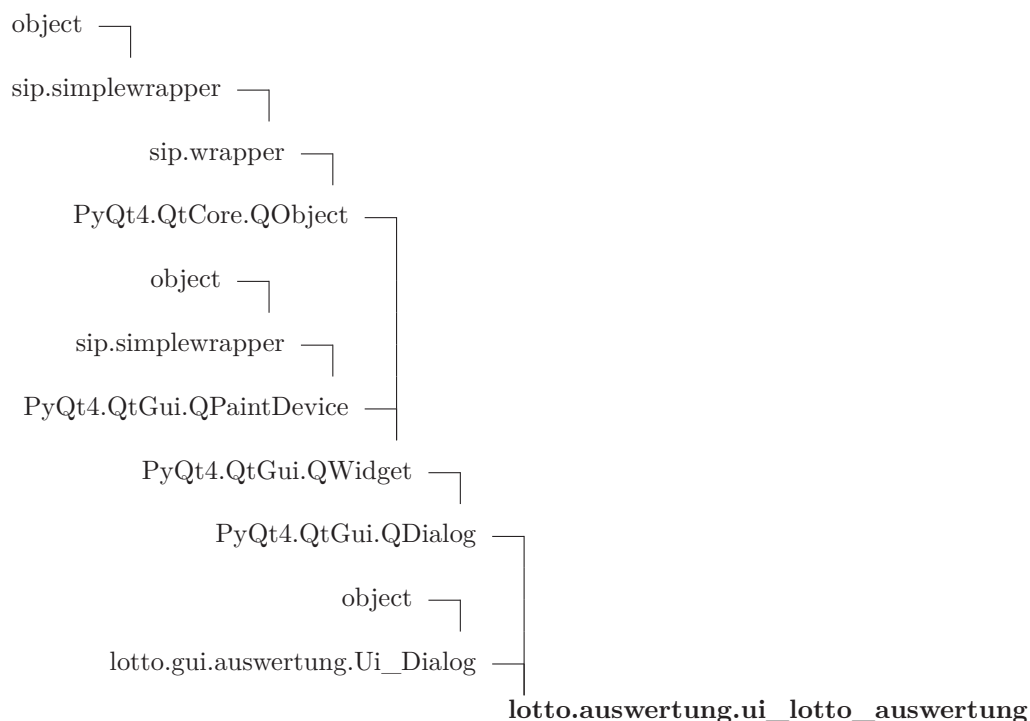 object
sip.simplewrapper
sip.wrapper
PyQt4.QtCore.QObject
object
sip.simplewrapper
PyQt4.QtGui.QPaintDevice
PyQt4.QtGui.QWidget
PyQt4.QtGui.QDialog
object
lotto.gui.auswertung.Ui_Dialog
lotto.auswertung.ui_lotto_auswertung